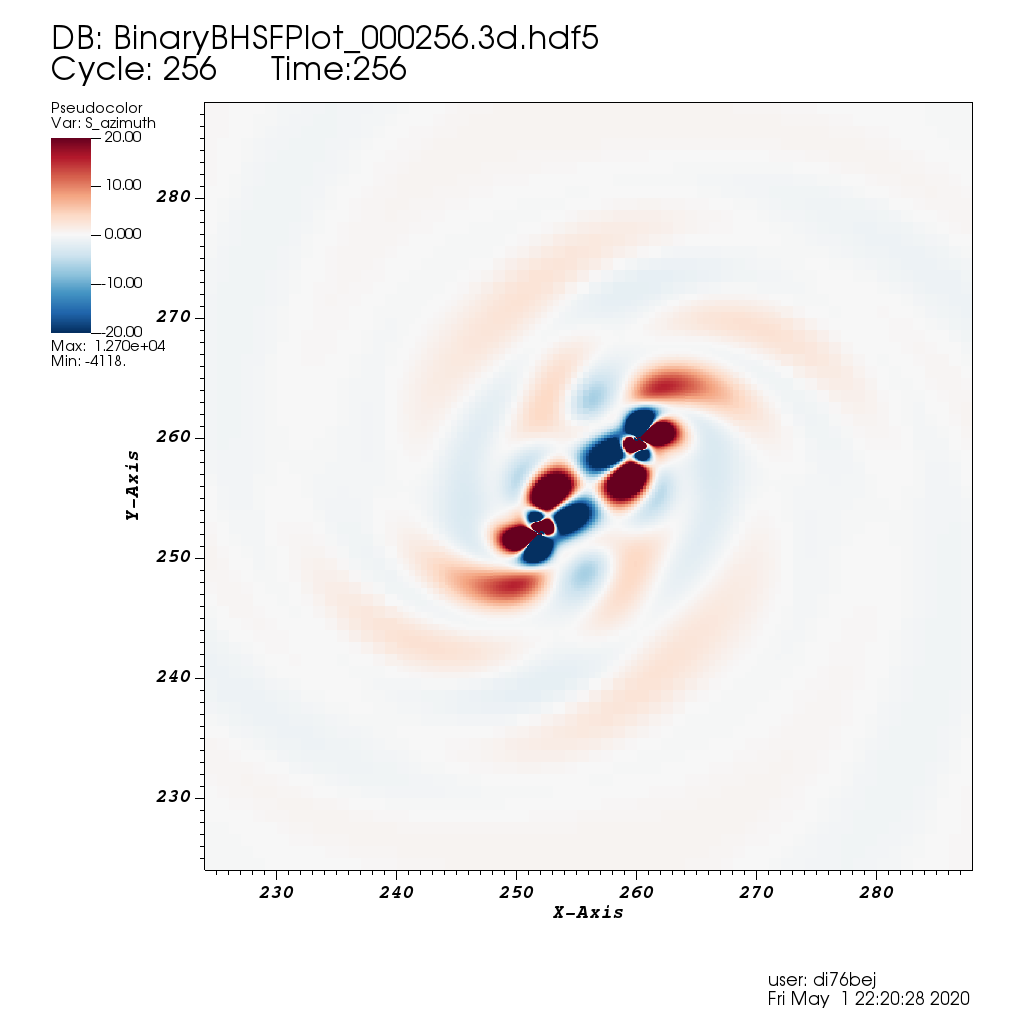 DB: BinaryBHSFPlot_000256.3d.hdf5
Cycle: 256 Time:256
Pseudocolor
Var: S_azimuth
20.00
10.00
0.000
-10.00
-20.00
Max: 1.270e+04
Min: -4118.
280
270
260
250
240
230
Y-Axis
230 240 250 260 270 280
X-Axis
user: di76bej
Fri May 1 22:20:28 2020